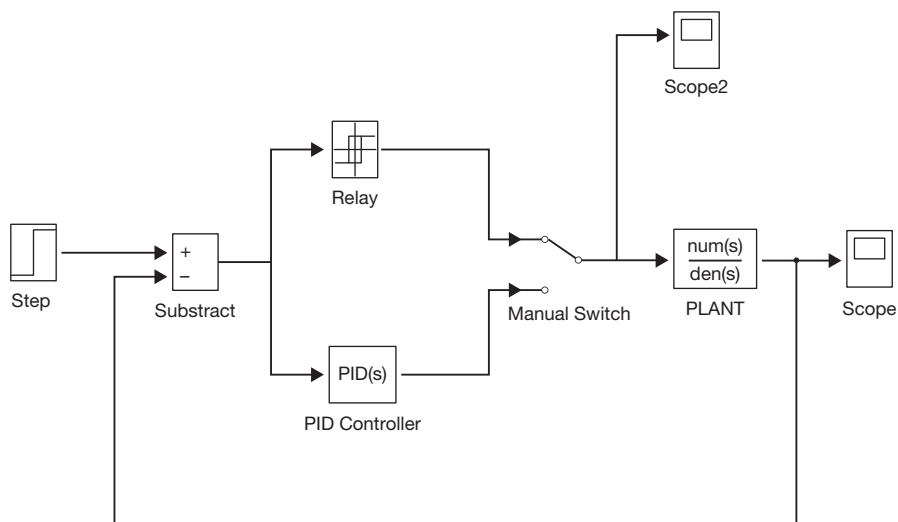 Scope2
Relay
+
−
Step
Substract
Manual Switch
num(s)
den(s)
PLANT
Scope
PID(s)
PID Controller